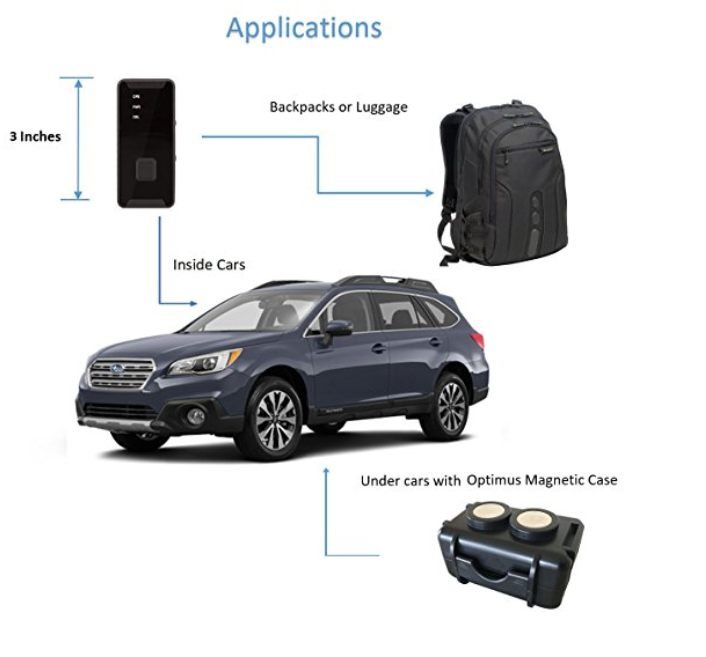 Applications
Backpacks or Luggage
3 Inches
Inside Cars
Under cars with Optimus Magnetic Case